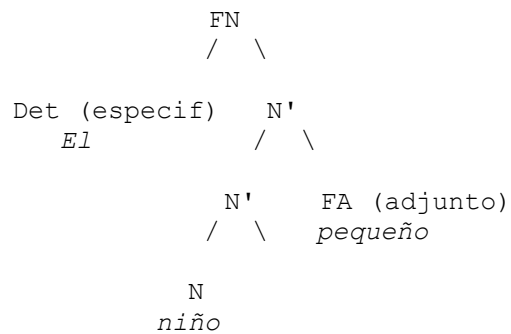 FN
/ \
Det (especif) N'
El / \
N' FA (adjunto)
/ \ pequeño
N
niño